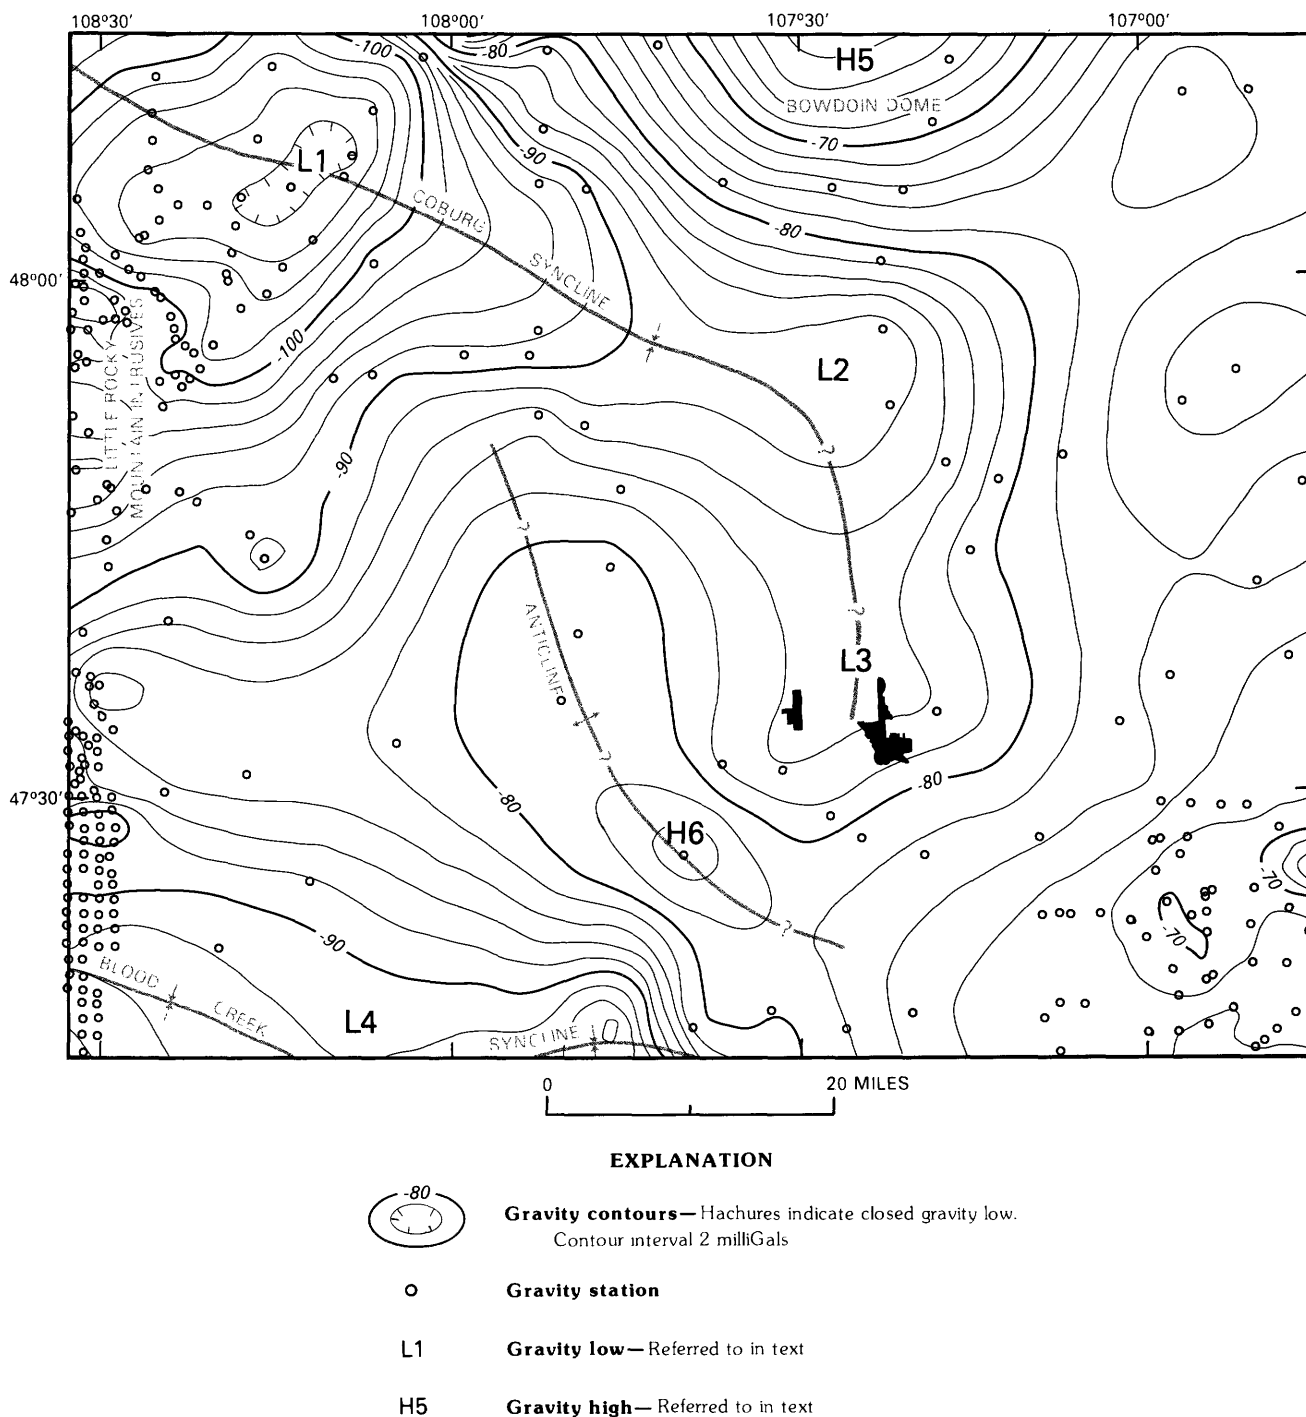 108°30′ 108°00′ 107°30′ 107°00′
-100
-80
H5
BOWDOIN DOME
-70
-90
L1
COBURG
SYNCLINE
-80
48°00′
LITTLE ROCKY
MOUNTAIN INTRUSIVES
-100
L2
-90
?
?
ANTICLINE
?
L3
?
47°30′
-80
-80
H6
-70
?
-70
-90
BLOOD
CREEK
L4
SYNCLINE
0 20 MILES
EXPLANATION
-80
Gravity contours— Hachures indicate closed gravity low.
Contour interval 2 milliGals
Gravity station
L1 Gravity low— Referred to in text
H5 Gravity high— Referred to in text